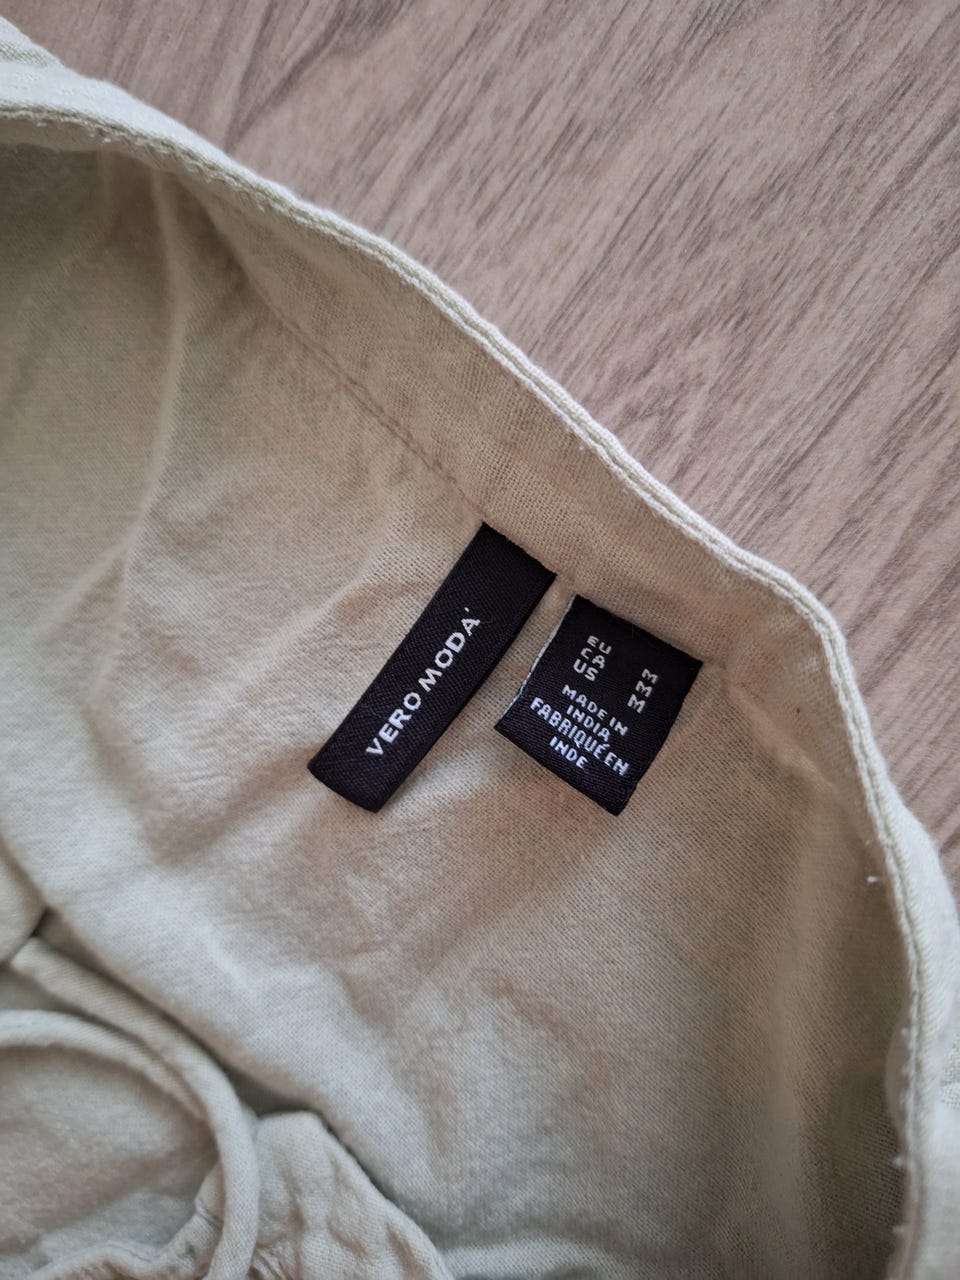 VERO MODA
EU M
CA M
US M
MADE IN
INDIA
FABRIQUÉ EN
INDE